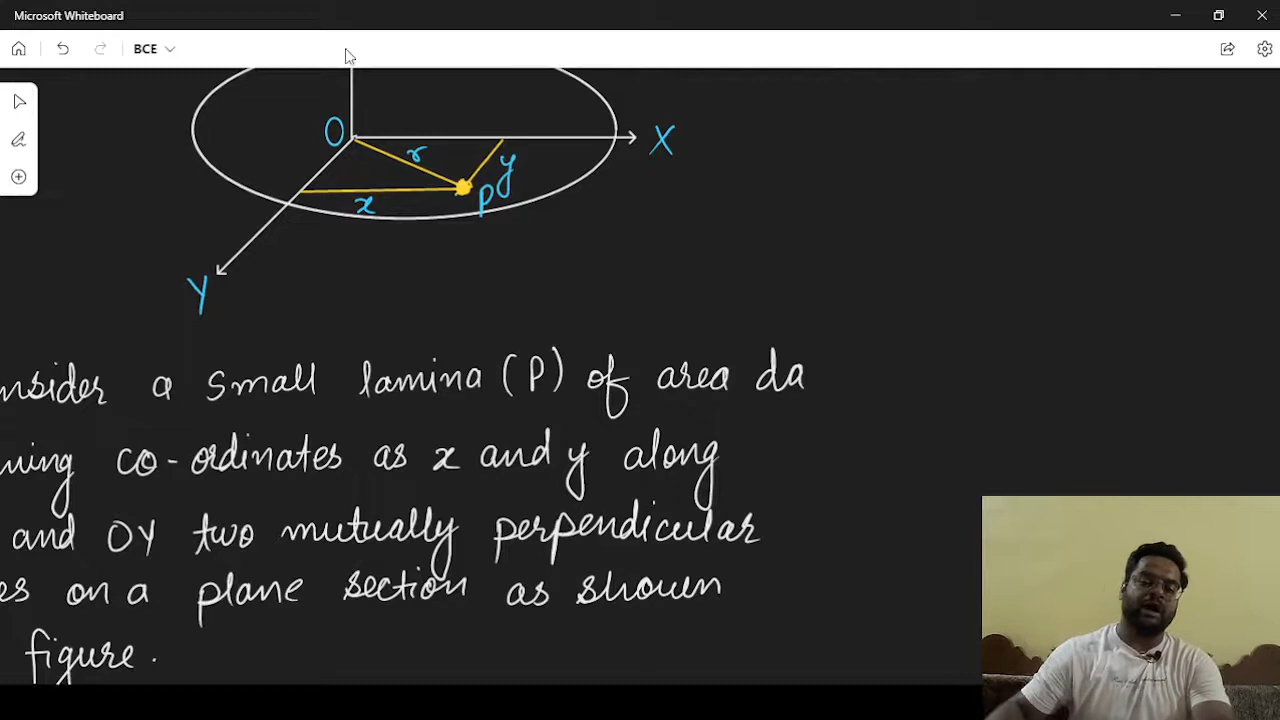 Microsoft Whiteboard
BCE
O
X
r
y
P
x
Y
nsider a small lamina (P) of area da
ving co-ordinates as x and y along
and OY two mutually perpendicular
es on a plane section as shown
figure.